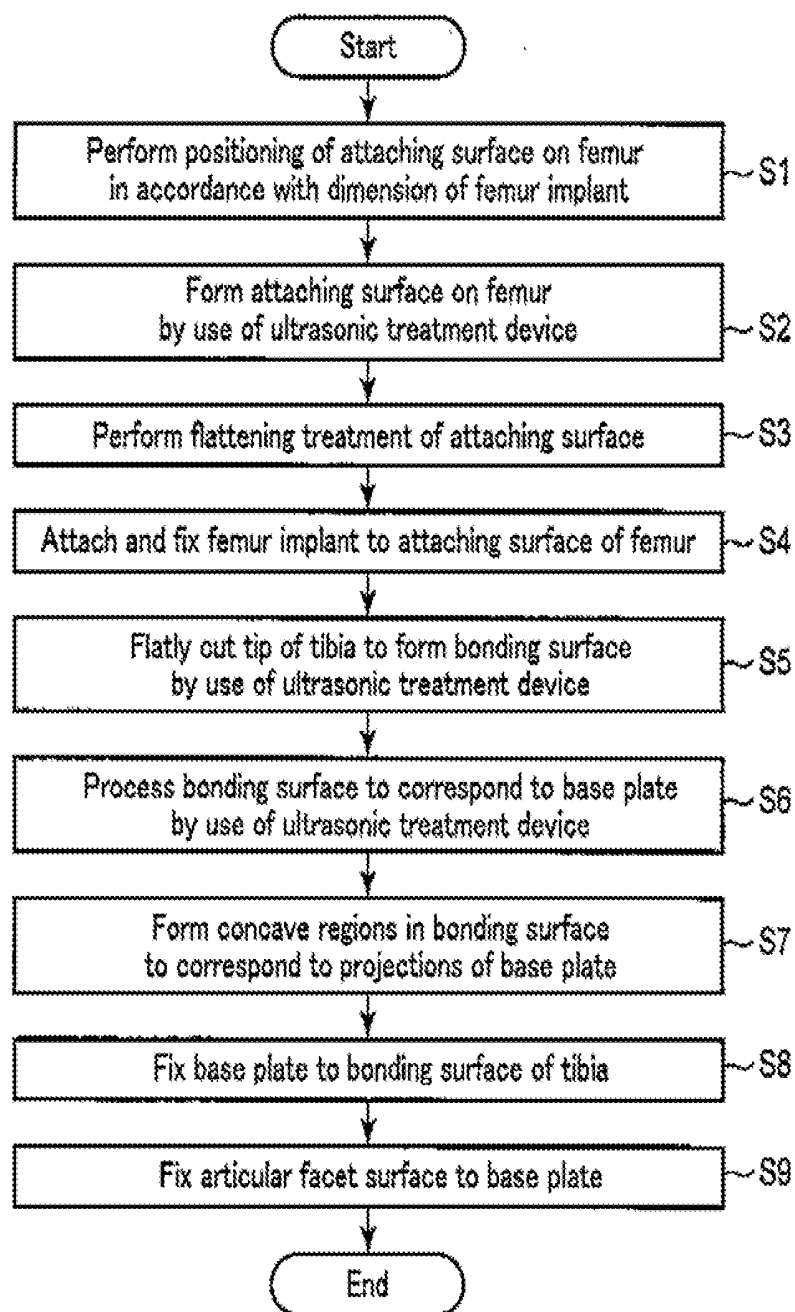 Start
Perform positioning of attaching surface on femur
in accordance with dimension of femur implant
~S1
Form attaching surface on femur
by use of ultrasonic treatment device
~S2
Perform flattening treatment of attaching surface
~S3
Attach and fix femur implant to attaching surface of femur
~S4
Flatly cut tip of tibia to form bonding surface
by use of ultrasonic treatment device
~S5
Process bonding surface to correspond to base plate
by use of ultrasonic treatment device
~S6
Form concave regions in bonding surface
to correspond to projections of base plate
~S7
Fix base plate to bonding surface of tibia
~S8
Fix articular facet surface to base plate
~S9
End